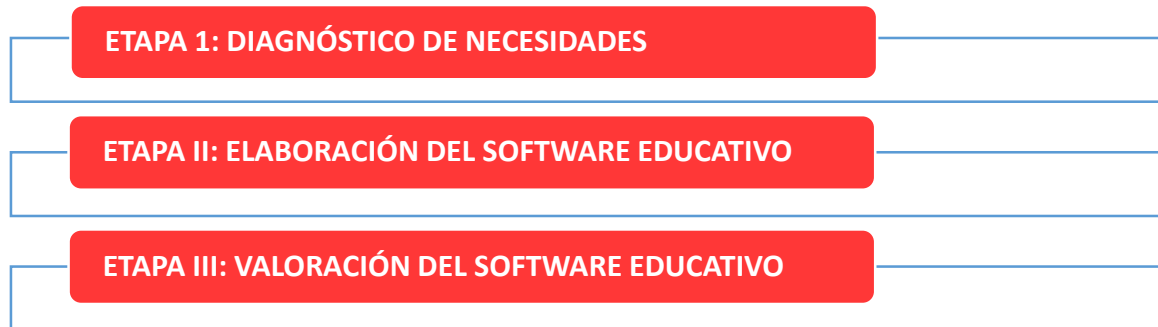 ETAPA 1: DIAGNÓSTICO DE NECESIDADES
ETAPA II: ELABORACIÓN DEL SOFTWARE EDUCATIVO
ETAPA III: VALORACIÓN DEL SOFTWARE EDUCATIVO